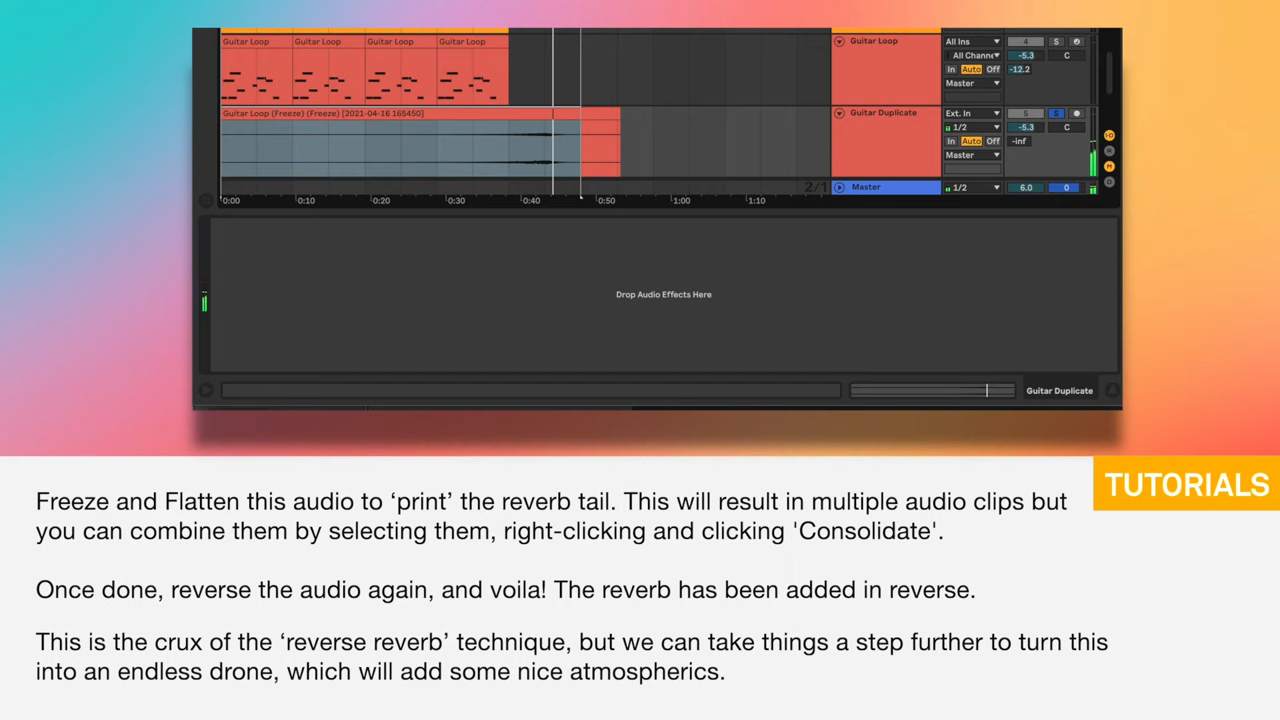 Guitar Loop Guitar Loop Guitar Loop Guitar Loop
Guitar Loop
All Ins
4 S
All Channe
-5.3 C
In Auto Off
-12.2
Master
Guitar Loop (Freeze) (Freeze) [2021-04-16 165450]
Guitar Duplicate
Ext. In
5 S
1/2
-5.3 C
In Auto Off
-inf
Master
2/1
Master
1/2
6.0 0
0:00 0:10 0:20 0:30 0:40 0:50 1:00 1:10
Drop Audio Effects Here
Guitar Duplicate
TUTORIALS
Freeze and Flatten this audio to ‘print’ the reverb tail. This will result in multiple audio clips but
you can combine them by selecting them, right-clicking and clicking 'Consolidate'.
Once done, reverse the audio again, and voila! The reverb has been added in reverse.
This is the crux of the ‘reverse reverb’ technique, but we can take things a step further to turn this
into an endless drone, which will add some nice atmospherics.